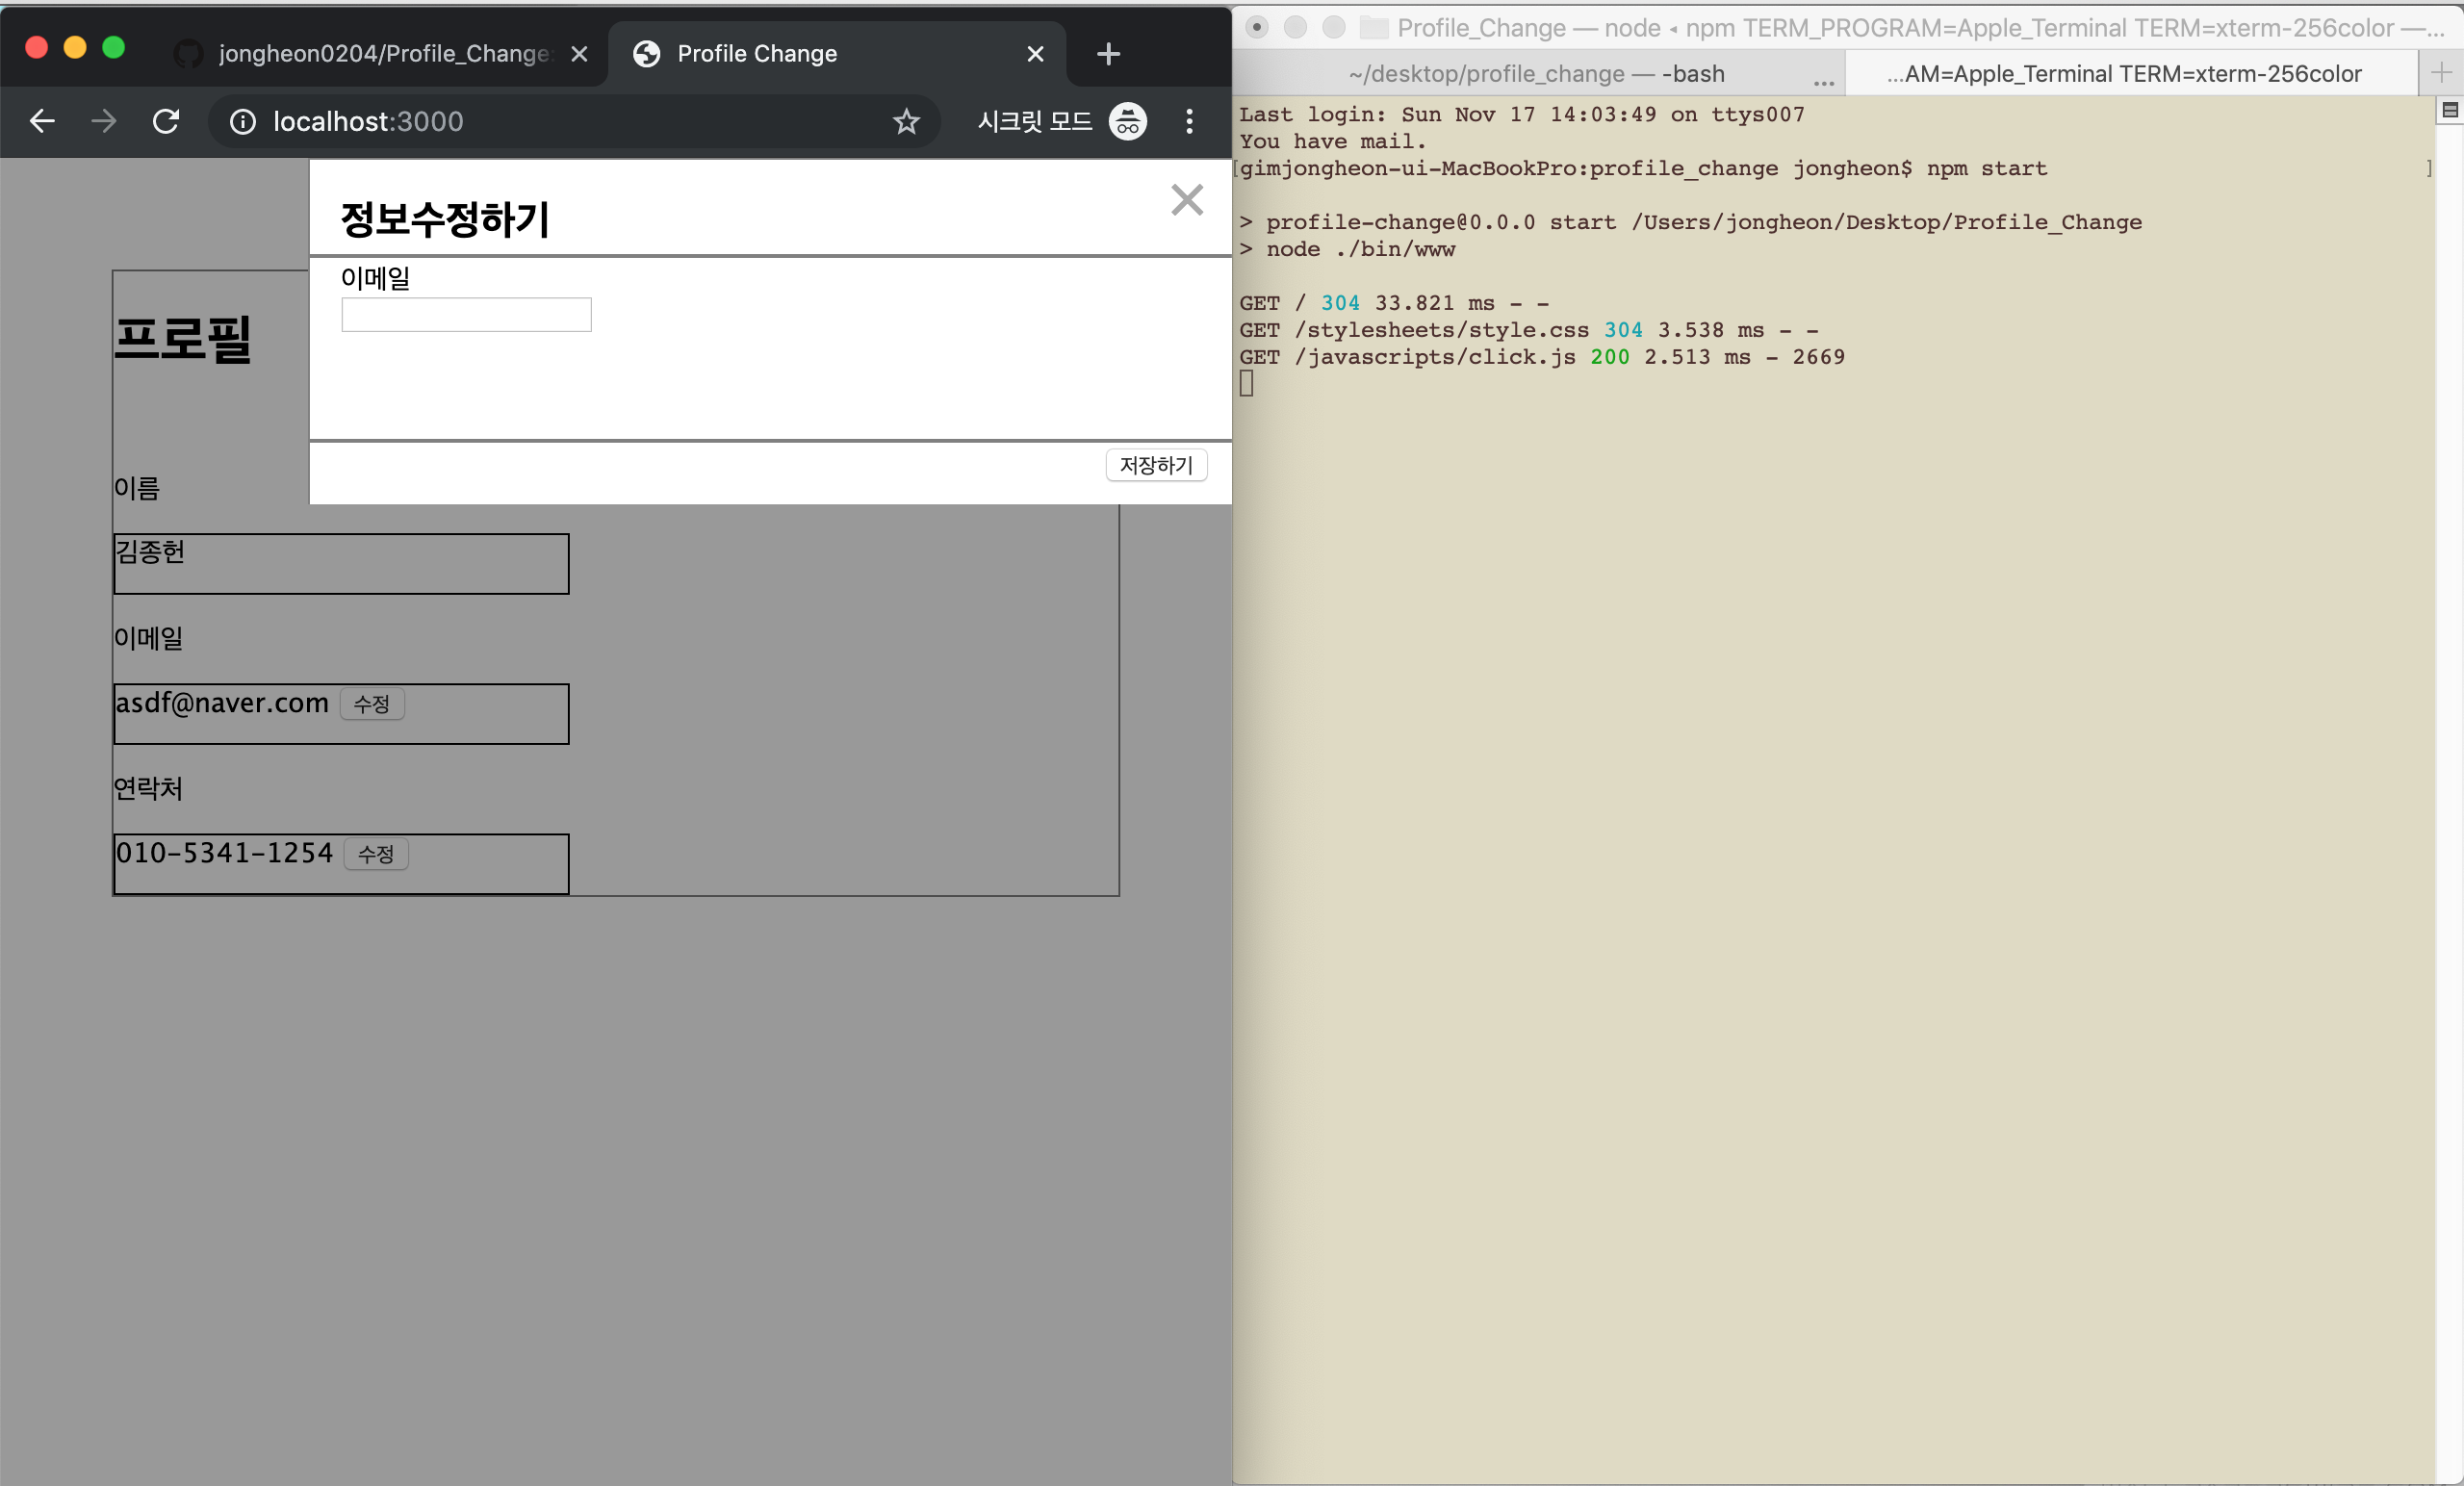 jongheon0204/Profile_Change:
Profile Change
localhost:3000
시크릿 모드
정보수정하기
이메일
저장하기
프로필
이름
김종헌
이메일
asdf@naver.com 수정
연락처
010-5341-1254 수정
Profile_Change — node ◂ npm TERM_PROGRAM=Apple_Terminal TERM=xterm-256color —...
~/desktop/profile_change — -bash ...
...AM=Apple_Terminal TERM=xterm-256color
Last login: Sun Nov 17 14:03:49 on ttys007
You have mail.
[gimjongheon-ui-MacBookPro:profile_change jongheon$ npm start ]
> profile-change@0.0.0 start /Users/jongheon/Desktop/Profile_Change
> node ./bin/www
GET / 304 33.821 ms - -
GET /stylesheets/style.css 304 3.538 ms - -
GET /javascripts/click.js 200 2.513 ms - 2669